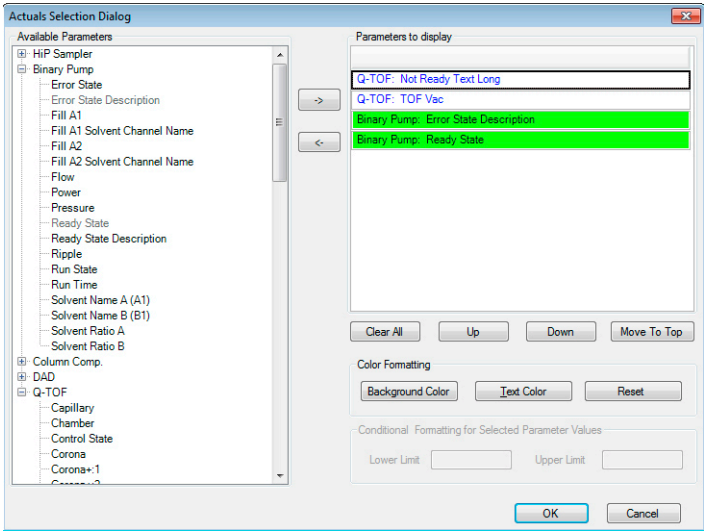 Actuals Selection Dialog
Available Parameters
HiP Sampler
Binary Pump
Error State
Error State Description
Fill A1
Fill A1 Solvent Channel Name
Fill A2
Fill A2 Solvent Channel Name
Flow
Power
Pressure
Ready State
Ready State Description
Ripple
Run State
Run Time
Solvent Name A (A1)
Solvent Name B (B1)
Solvent Ratio A
Solvent Ratio B
Column Comp.
DAD
Q-TOF
Capillary
Chamber
Control State
Corona
Corona+:1
->
<-
Parameters to display
Q-TOF: Not Ready Text Long
Q-TOF: TOF Vac
Binary Pump: Error State Description
Binary Pump: Ready State
Clear All Up Down Move To Top
Color Formatting
Background Color Text Color Reset
Conditional Formatting for Selected Parameter Values
Lower Limit Upper Limit
OK Cancel